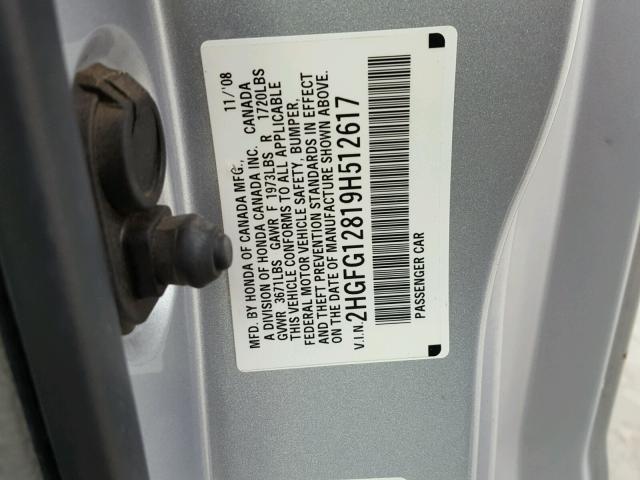 MFD. BY HONDA OF CANADA MFG., 11/'08
A DIVISION OF HONDA CANADA INC. CANADA
GVWR 3671LBS GAWR F 1973LBS R 1720LBS
THIS VEHICLE CONFORMS TO ALL APPLICABLE
FEDERAL MOTOR VEHICLE SAFETY, BUMPER,
AND THEFT PREVENTION STANDARDS IN EFFECT
ON THE DATE OF MANUFACTURE SHOWN ABOVE.
V.I.N. 2HGFG12819H512617
PASSENGER CAR